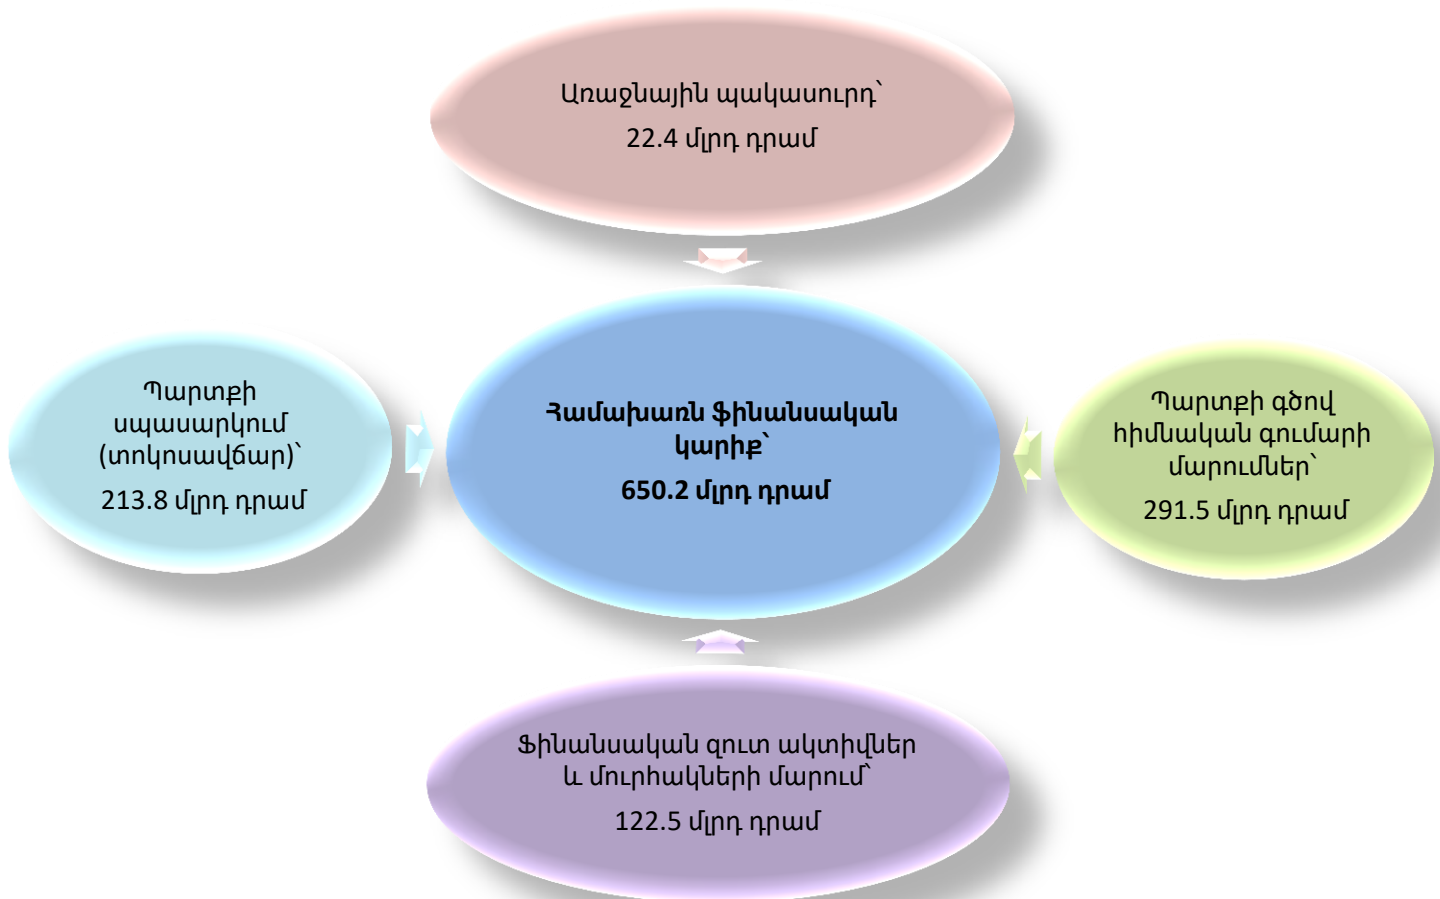 Առաջնային պակասուրդ՝
22.4 մլրդ դրամ
Պարտքի
սպասարկում
(տոկոսավճար)՝
213.8 մլրդ դրամ
Համախառն ֆինանսական
կարիք՝
650.2 մլրդ դրամ
Պարտքի գծով
հիմնական գումարի
մարումներ՝
291.5 մլրդ դրամ
Ֆինանսական զուտ ակտիվներ
և մուրհակների մարում՝
122.5 մլրդ դրամ